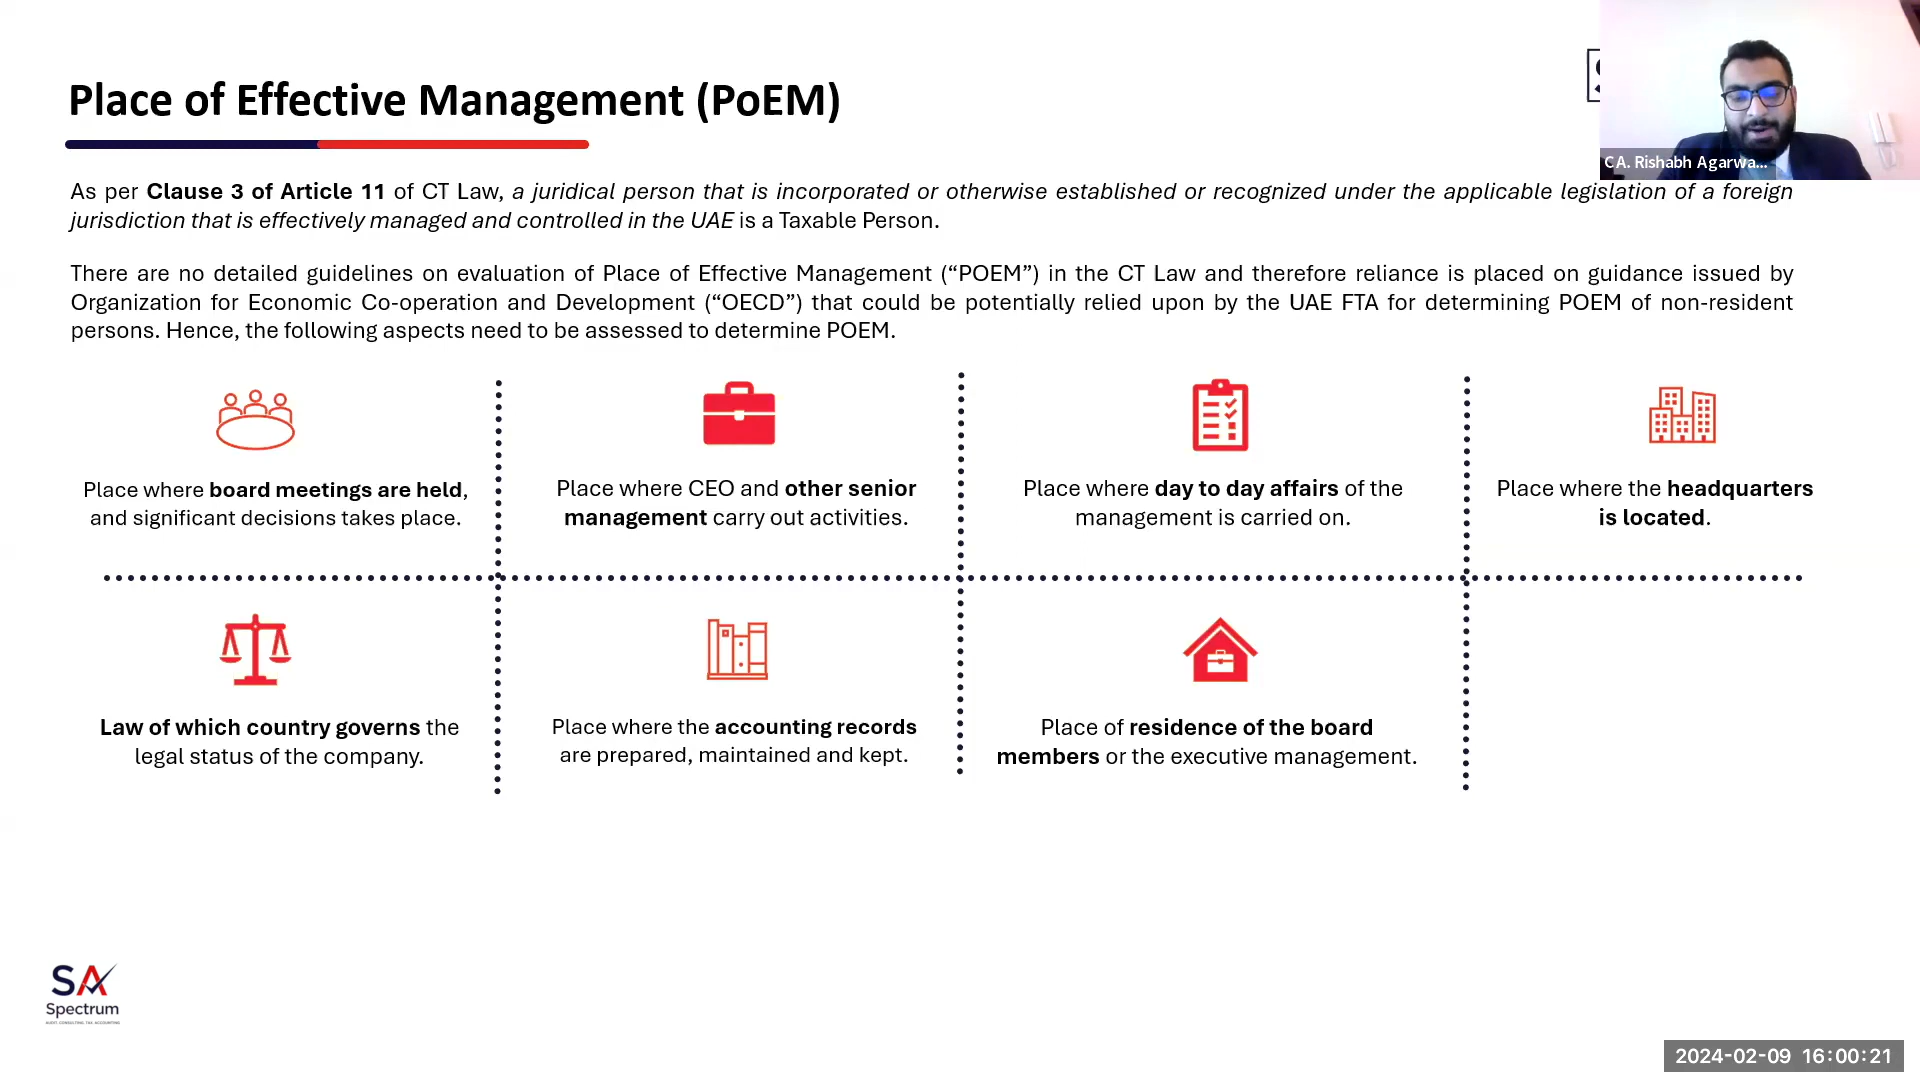 Place of Effective Management (PoEM)
CA. Rishabh Agarwa...
As per Clause 3 of Article 11 of CT Law, a juridical person that is incorporated or otherwise established or recognized under the applicable legislation of a foreign
jurisdiction that is effectively managed and controlled in the UAE is a Taxable Person.
There are no detailed guidelines on evaluation of Place of Effective Management (“POEM”) in the CT Law and therefore reliance is placed on guidance issued by
Organization for Economic Co-operation and Development (“OECD”) that could be potentially relied upon by the UAE FTA for determining POEM of non-resident
persons. Hence, the following aspects need to be assessed to determine POEM.
Place where board meetings are held,
and significant decisions takes place.
Place where CEO and other senior
management carry out activities.
Place where day to day affairs of the
management is carried on.
Place where the headquarters
is located.
Law of which country governs the
legal status of the company.
Place where the accounting records
are prepared, maintained and kept.
Place of residence of the board
members or the executive management.
SA
Spectrum
AUDIT. CONSULTING. TAX. ACCOUNTING
2024-02-09 16:00:21